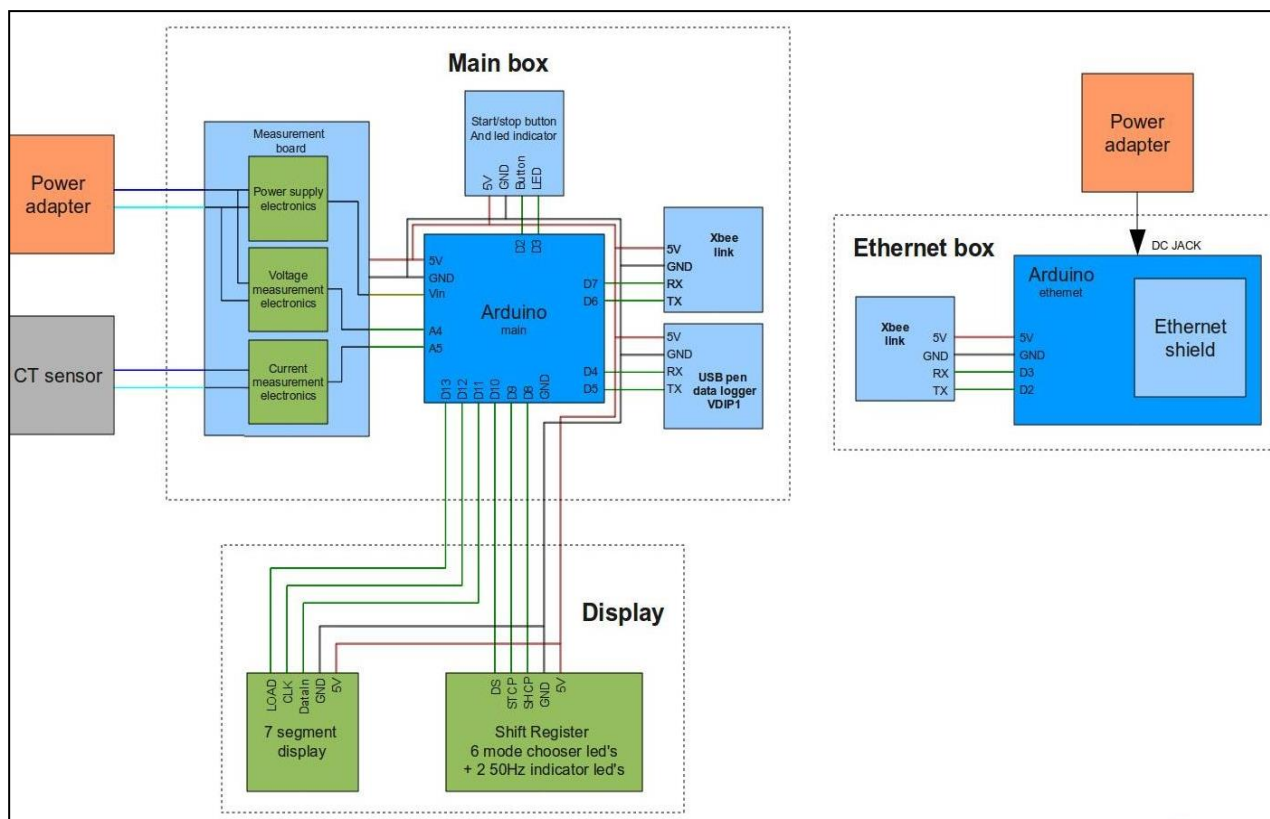 Main box
Measurement
board
Power supply
electronics
Voltage
measurement
electronics
Current
measurement
electronics
Power
adapter
CT sensor
Start/stop button
And led indicator
5V
GND
Button
LED
5V
GND
Vin
A4
A5
D2
D3
D7
D6
D4
D5
Arduino
main
D13
D12
D11
D10
D9
D8
GND
Xbee
link
5V
GND
RX
TX
5V
GND
RX
TX
USB pen
data logger
VDIP1
Power
adapter
DC JACK
Ethernet box
Xbee
link
5V
GND
RX
TX
Arduino
ethernet
5V
GND
D3
D2
Ethernet
shield
Display
LOAD
CLK
DataIn
GND
5V
7 segment
display
DS
STCP
SHCP
GND
5V
Shift Register
6 mode chooser led's
+ 2 50Hz indicator led's